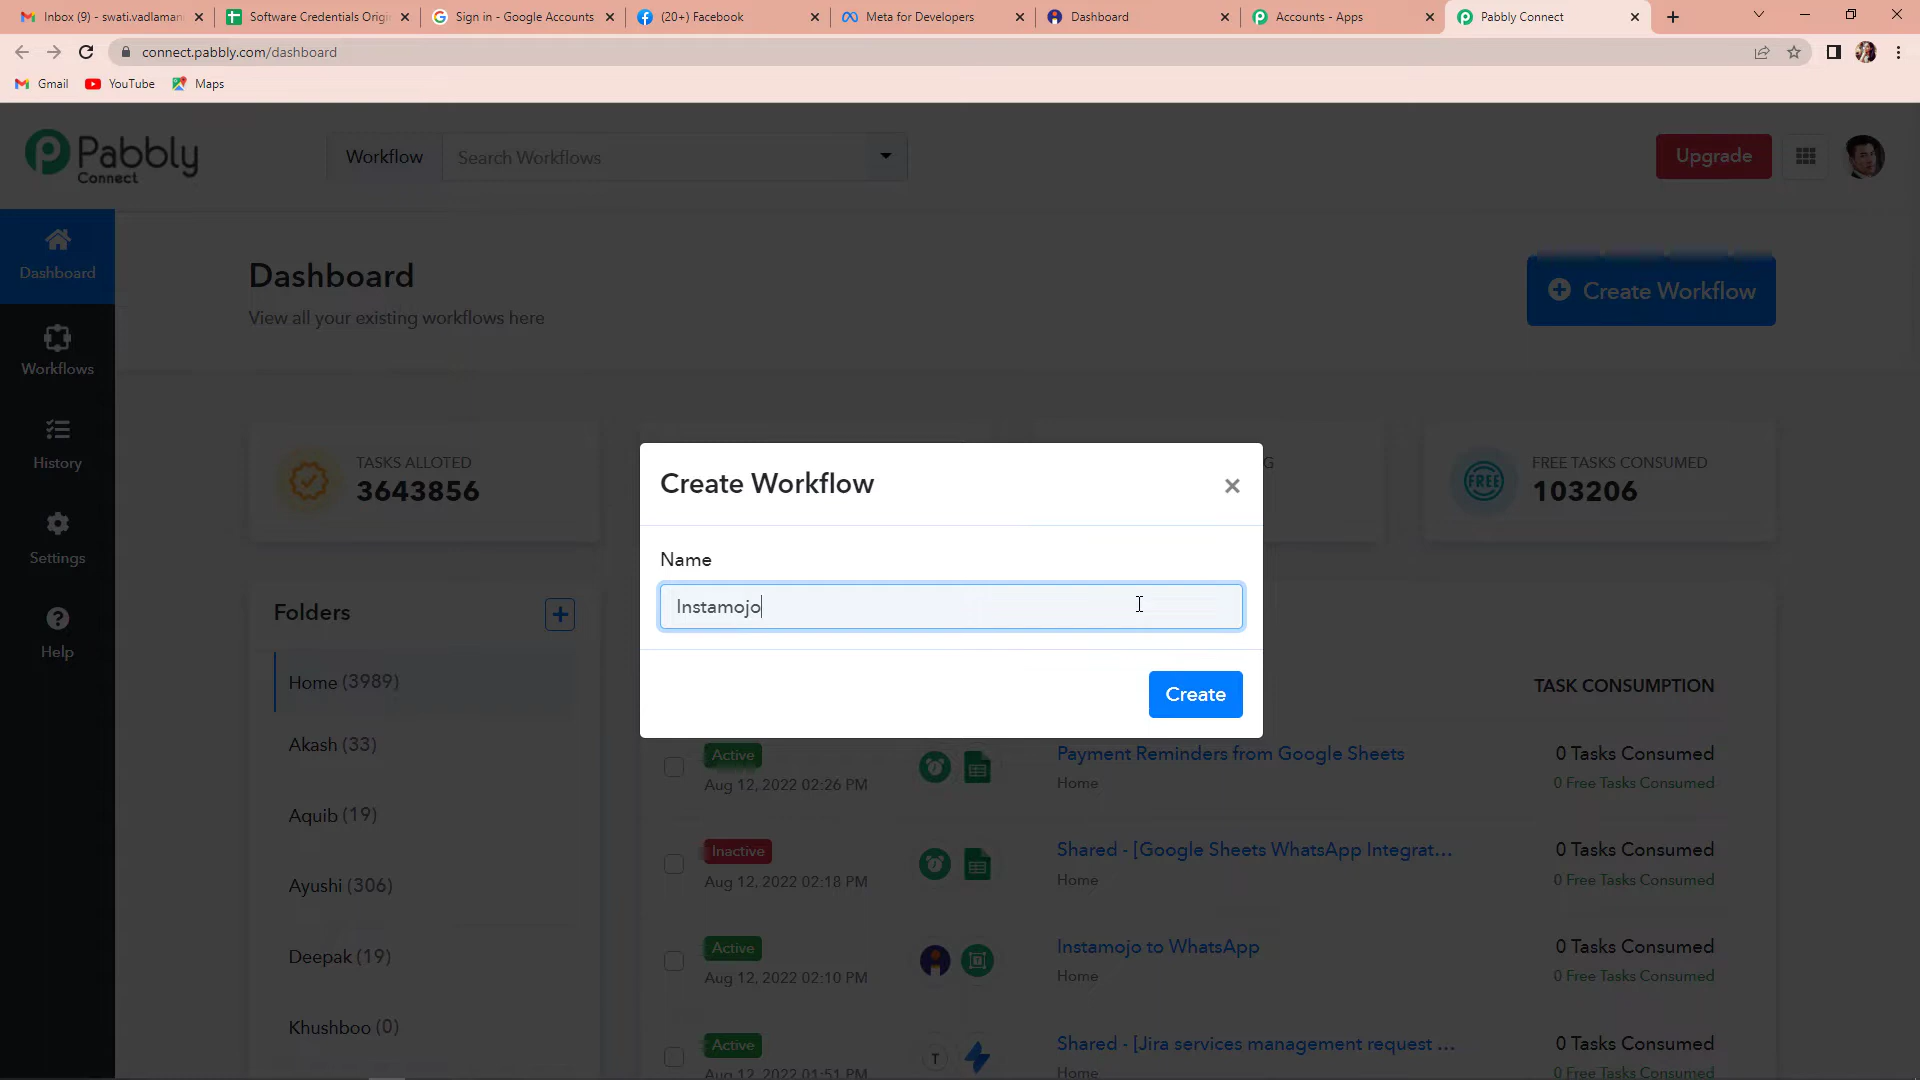 Inbox (9) - swati.vadlaman
Software Credentials Origi
Sign in - Google Accounts
(20+) Facebook
Meta for Developers
Dashboard
Accounts - Apps
Pabbly Connect
connect.pabbly.com/dashboard
Gmail
YouTube
Maps
Pabbly
Connect
Workflow
Search Workflows
Upgrade
Dashboard
Workflows
History
Settings
Help
Dashboard
View all your existing workflows here
Create Workflow
TASKS ALLOTED
3643856
G
FREE TASKS CONSUMED
FREE
103206
Create Workflow
×
Name
Instamojo
Create
Folders
+
Home (3989)
Akash (33)
Aquib (19)
Ayushi (306)
Deepak (19)
Khushboo (0)
TASK CONSUMPTION
Active
Aug 12, 2022 02:26 PM
Payment Reminders from Google Sheets
Home
0 Tasks Consumed
0 Free Tasks Consumed
Inactive
Aug 12, 2022 02:18 PM
Shared - [Google Sheets WhatsApp Integrat...
Home
0 Tasks Consumed
0 Free Tasks Consumed
Active
Aug 12, 2022 02:10 PM
Instamojo to WhatsApp
Home
0 Tasks Consumed
0 Free Tasks Consumed
Active
Aug 12, 2022 01:51 PM
T
Shared - [Jira services management request ...
Home
0 Tasks Consumed
0 Free Tasks Consumed